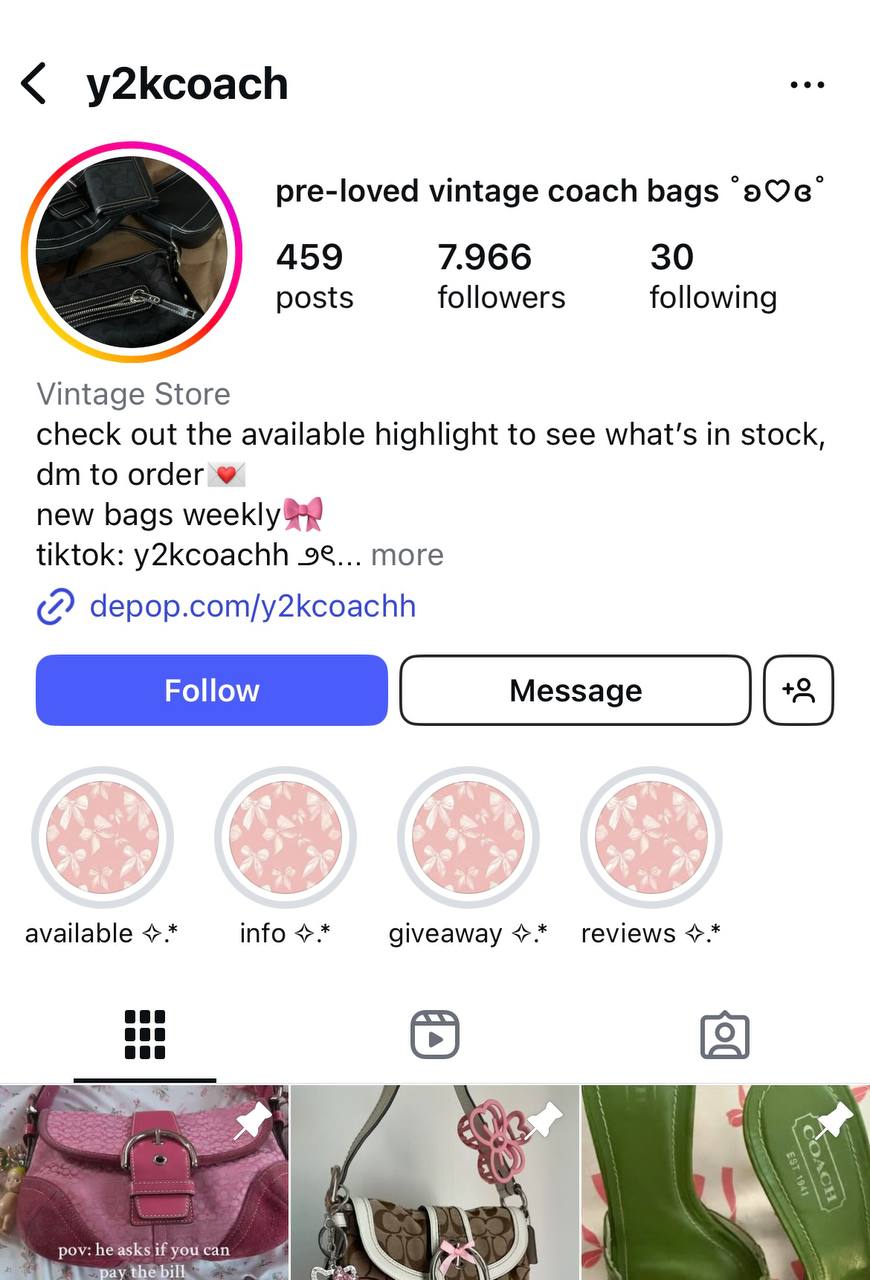 y2kcoach
pre-loved vintage coach bags ˚ʚ♡ɞ˚
459
posts
7.966
followers
30
following
Vintage Store
check out the available highlight to see what’s in stock,
dm to order💌
new bags weekly🎀
tiktok: y2kcoachh ୨ৎ... more
depop.com/y2kcoachh
Follow
Message
available ✧.*
info ✧.*
giveaway ✧.*
reviews ✧.*
pov: he asks if you can
pay the bill
COACH
EST. 1941